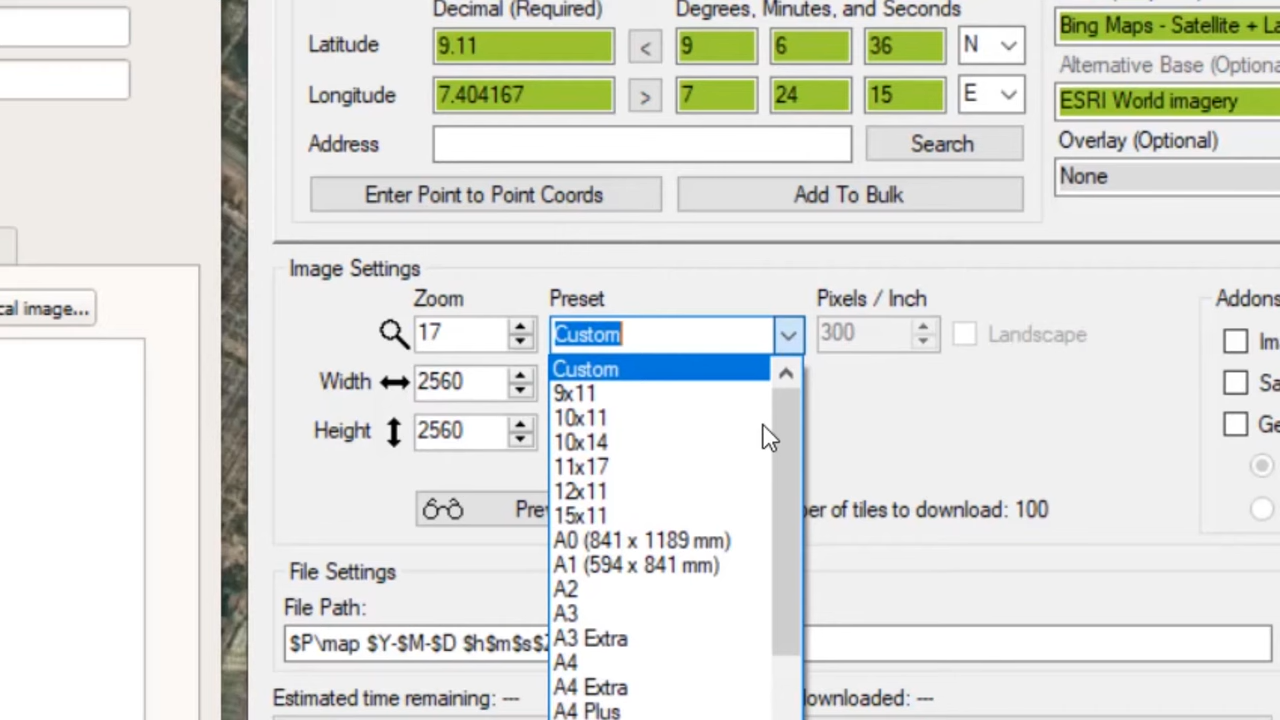 Decimal (Required)
Degrees, Minutes, and Seconds
Latitude
9.11
<
9
6
36
N
Longitude
7.404167
>
7
24
15
E
Address
Search
Enter Point to Point Coords
Add To Bulk
Bing Maps - Satellite + La
Alternative Base (Optiona
ESRI World imagery
Overlay (Optional)
None
cal image...
Image Settings
Zoom
17
Width
2560
Height
2560
Preset
Custom
Custom
9x11
10x11
10x14
11x17
12x11
15x11
A0 (841 x 1189 mm)
A1 (594 x 841 mm)
A2
A3
A3 Extra
A4
A4 Extra
A4 Plus
Pixels / Inch
300
Landscape
Addons
Im
Sa
Ge
Prev
er of tiles to download: 100
File Settings
File Path:
$P\map $Y-$M-$D $h$m$s$
Estimated time remaining: ---
ownloaded: ---